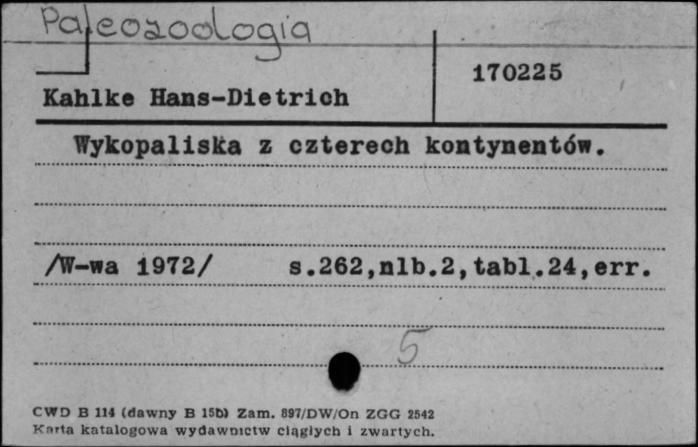 Paleozoologia
170225
Kahlke Hans-Dietrich
Wykopaliska z czterech kontynentów.
/W-wa 1972/ s.262,nlb.2,tabl.24,err.
5
CWD B 114 (dawny B 15b) Zam. 897/DW/On ZGG 2542
Karta katalogowa wydawnictw ciągłych i zwartych.